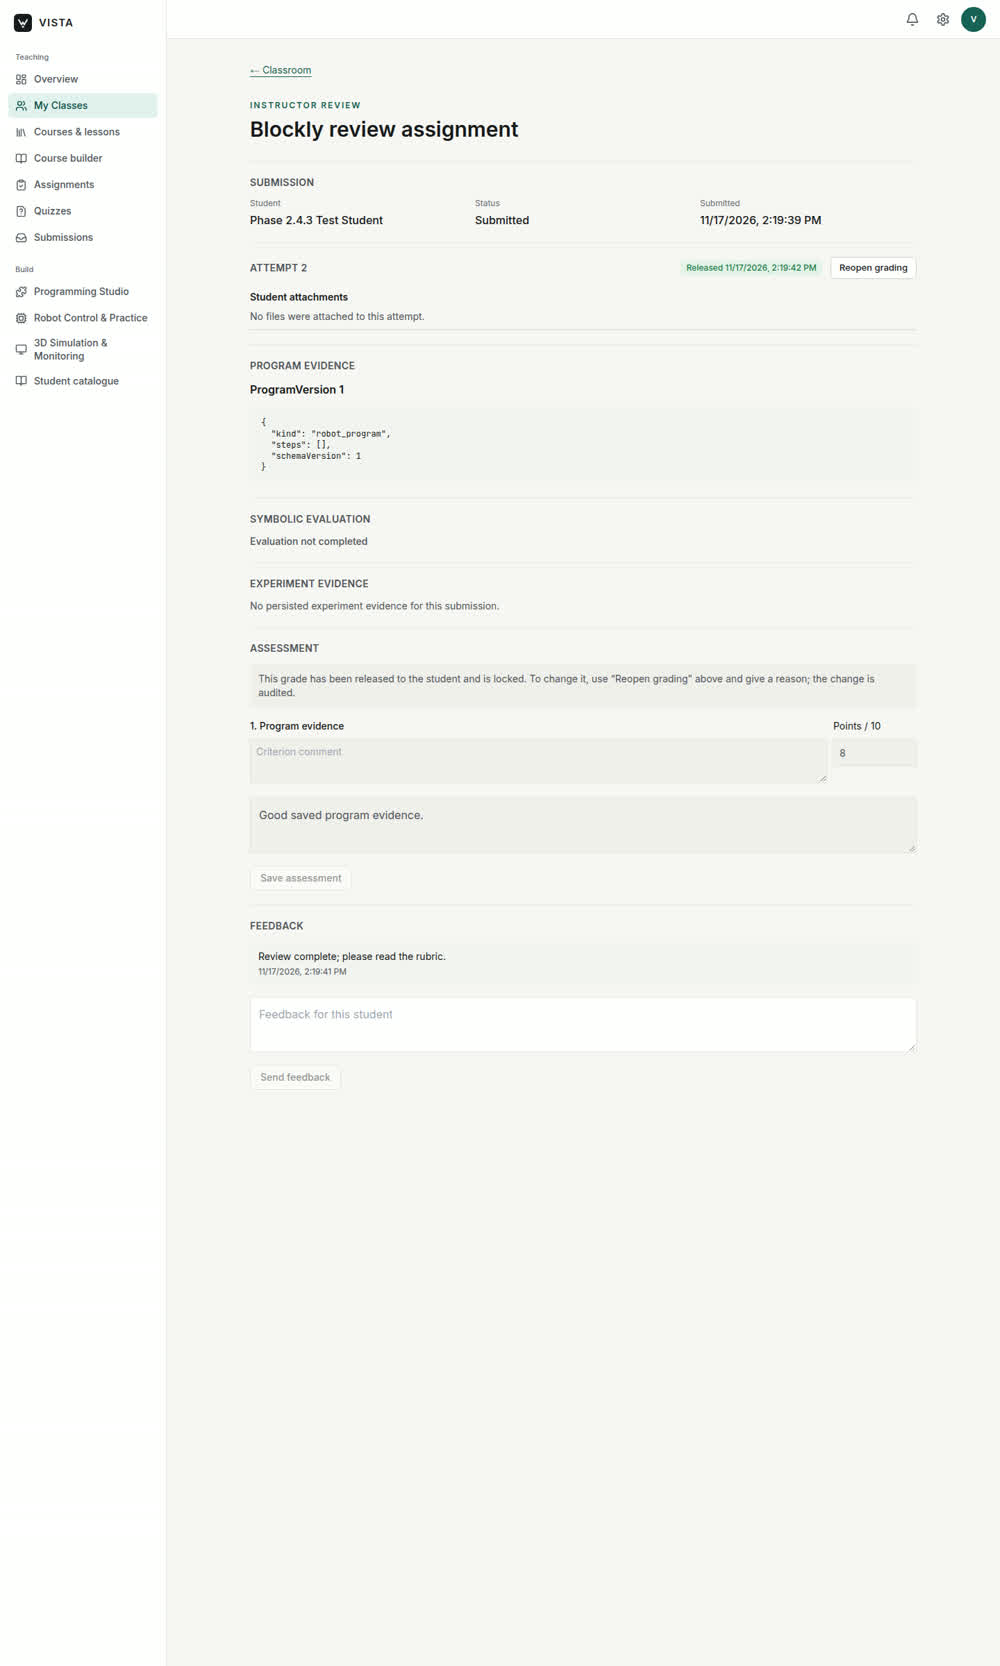 VISTA
Teaching
Overview
My Classes
Courses & lessons
Course builder
Assignments
Quizzes
Submissions
Build
Programming Studio
Robot Control & Practice
3D Simulation &
Monitoring
Student catalogue
V
← Classroom
INSTRUCTOR REVIEW
Blockly review assignment
SUBMISSION
Student
Phase 2.4.3 Test Student
Status
Submitted
Submitted
11/17/2026, 2:19:39 PM
ATTEMPT 2
Released 11/17/2026, 2:19:42 PM
Reopen grading
Student attachments
No files were attached to this attempt.
PROGRAM EVIDENCE
ProgramVersion 1
{
"kind": "robot_program",
"steps": [],
"schemaVersion": 1
}
SYMBOLIC EVALUATION
Evaluation not completed
EXPERIMENT EVIDENCE
No persisted experiment evidence for this submission.
ASSESSMENT
This grade has been released to the student and is locked. To change it, use “Reopen grading” above and give a reason; the change is
audited.
1. Program evidence
Points / 10
Criterion comment
8
Good saved program evidence.
Save assessment
FEEDBACK
Review complete; please read the rubric.
11/17/2026, 2:19:41 PM
Feedback for this student
Send feedback